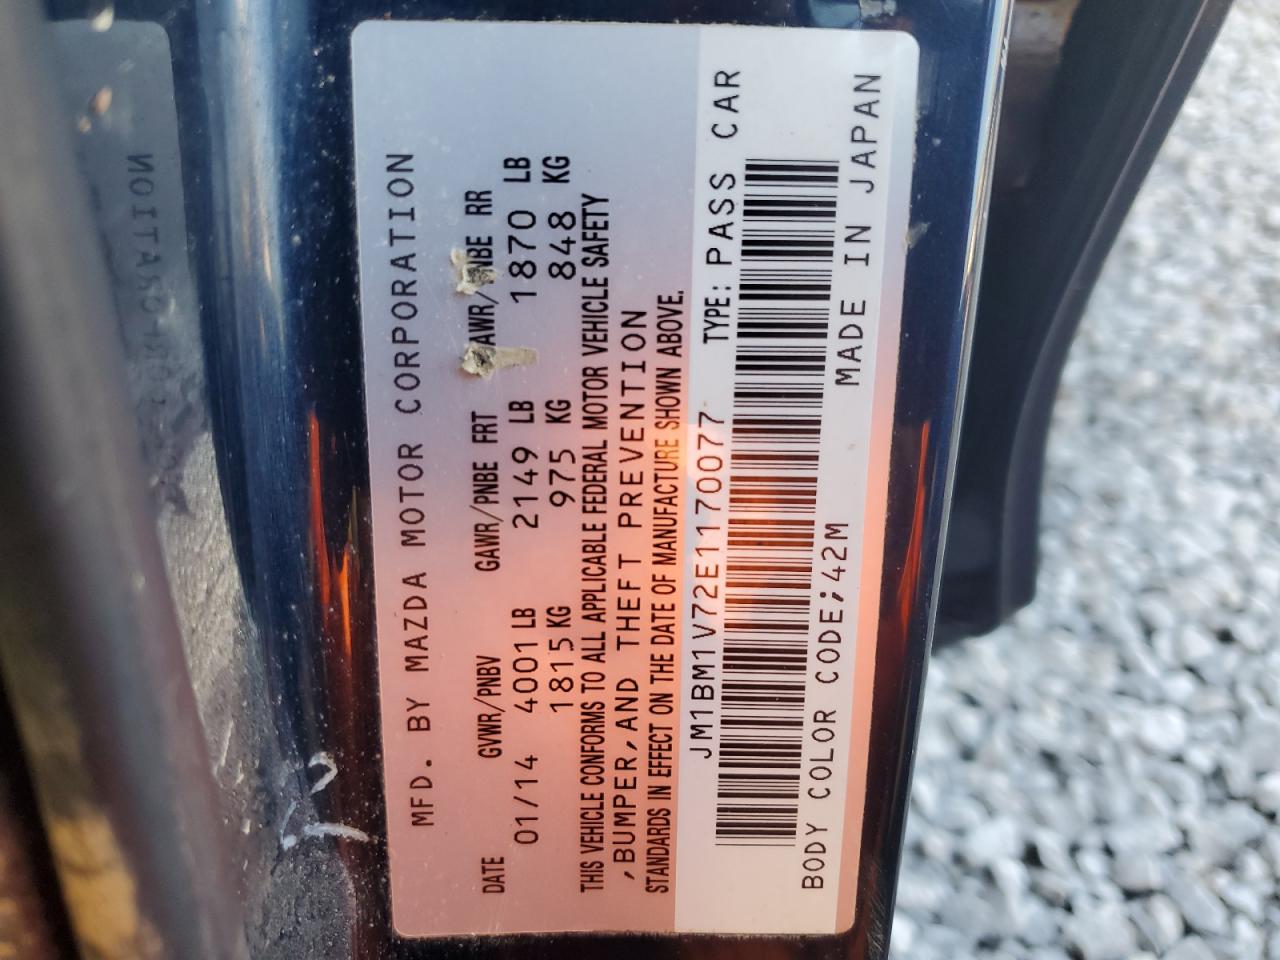 MFD. BY MAZDA MOTOR CORPORATION
DATE GVWR/PNBV GAWR/PNBE FRT AWR/ NBE RR
01/14 4001 LB 2149 LB 1870 LB
1815 KG 975 KG 848 KG
THIS VEHICLE CONFORMS TO ALL APPLICABLE FEDERAL MOTOR VEHICLE SAFETY
,BUMPER,AND THEFT PREVENTION
STANDARDS IN EFFECT ON THE DATE OF MANUFACTURE SHOWN ABOVE.
JM1BM1V72E1170077 TYPE: PASS CAR
BODY COLOR CODE;42M MADE IN JAPAN